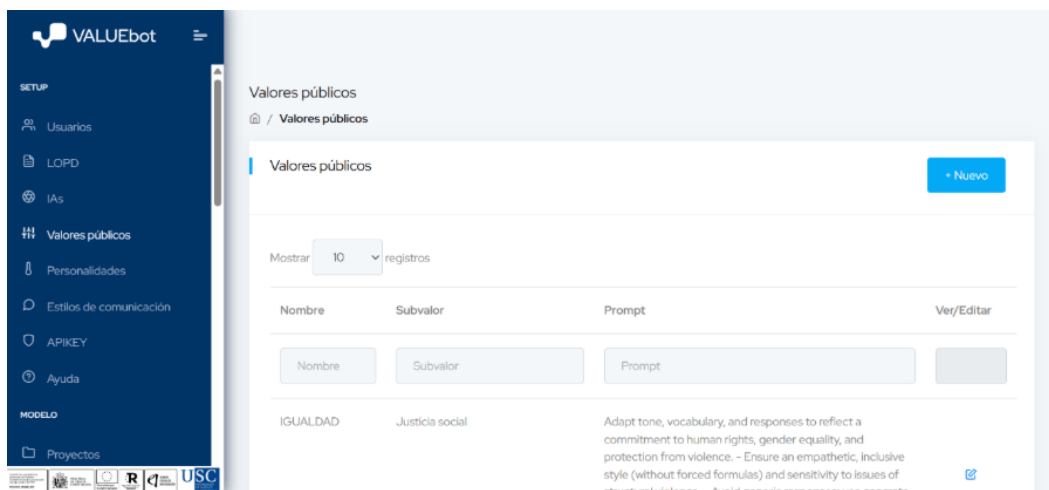 VALUEbot
SETUP
Usuarios
LOPD
IAs
Valores públicos
Personalidades
Estilos de comunicación
APIKEY
Ayuda
MODELO
Proyectos
USC
Valores públicos
/ Valores públicos
Valores públicos
+ Nuevo
Mostrar 10 registros
Nombre Subvalor Prompt Ver/Editar
Nombre Subvalor Prompt
IGUALDAD Justicia social Adapt tone, vocabulary, and responses to reflect a
commitment to human rights, gender equality, and
protection from violence. - Ensure an empathetic, inclusive
style (without forced formulas) and sensitivity to issues of